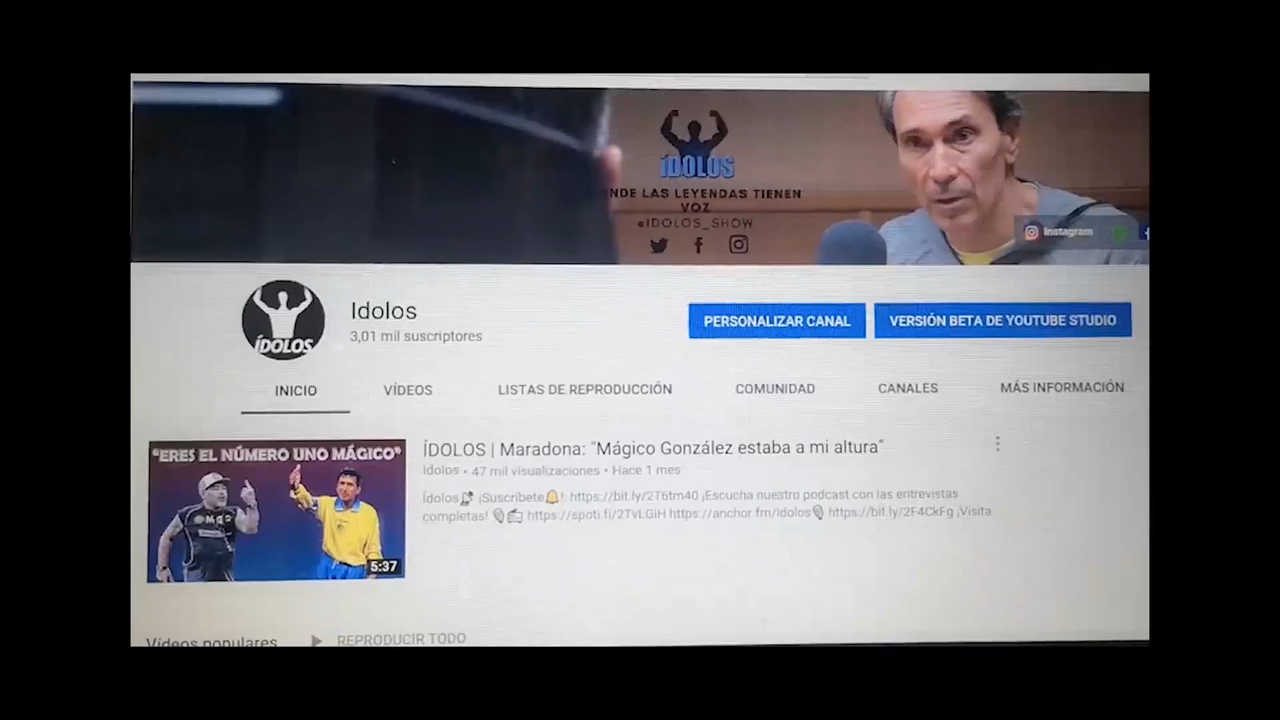 ÍDOLOS
NDE LAS LEYENDAS TIENEN
VOZ
@IDOLOS_SHOW
Instagram
ÍDOLOS
Idolos
3,01 mil suscriptores
PERSONALIZAR CANAL
VERSIÓN BETA DE YOUTUBE STUDIO
INICIO
VÍDEOS
LISTAS DE REPRODUCCIÓN
COMUNIDAD
CANALES
MÁS INFORMACIÓN
"ERES EL NÚMERO UNO MÁGICO"
5:37
ÍDOLOS | Maradona: "Mágico González estaba a mi altura"
Idolos • 47 mil visualizaciones • Hace 1 mes
Ídolos🎙 ¡Suscríbete🔔!: https://bit.ly/2T6tm40 ¡Escucha nuestro podcast con las entrevistas
completas! 🎙📻 https://spoti.fi/2TvLGiH https://anchor.fm/idolos🎙 https://bit.ly/2F4CkFg ¡Visita
Vídeos populares
REPRODUCIR TODO